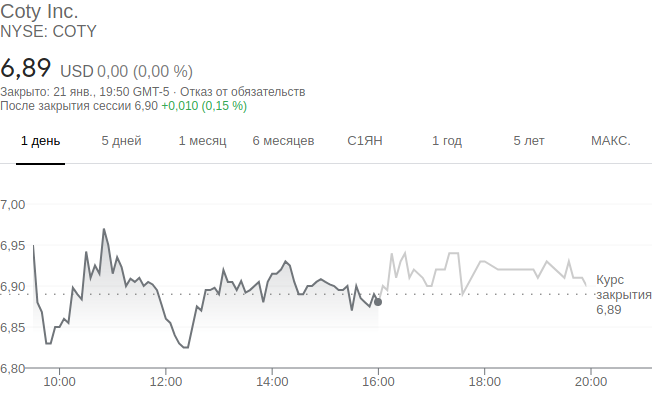 Coty Inc.
NYSE: COTY
6,89 USD 0,00 (0,00 %)
Закрыто: 21 янв., 19:50 GMT-5 · Отказ от обязательств
После закрытия сессии 6,90 +0,010 (0,15 %)
1 день 5 дней 1 месяц 6 месяцев С1ЯН 1 год 5 лет МАКС.
7,00
6,95
6,90
6,85
6,80
Курс
закрытия
6,89
10:00 12:00 14:00 16:00 18:00 20:00